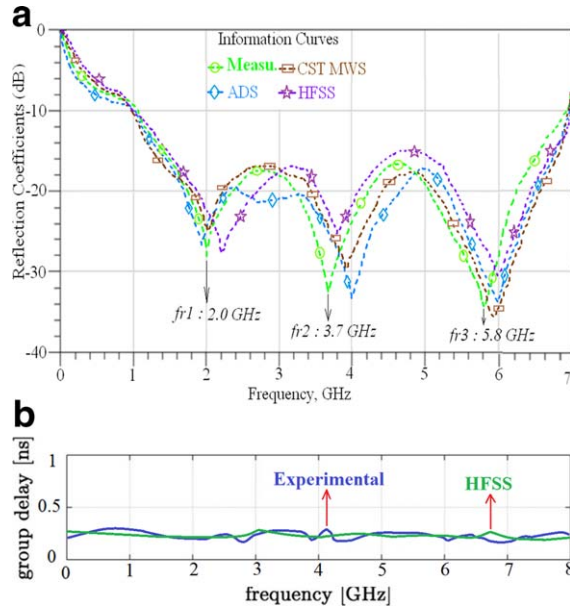 a
Information Curves
Measu. CST MWS
ADS HFSS
Reflection Coefficients (dB)
0
-10
-20
-30
-40
fr1 : 2.0 GHz
fr2 : 3.7 GHz
fr3 : 5.8 GHz
0 1 2 3 4 5 6 7
Frequency, GHz
b
group delay [ns]
1
0.5
0
Experimental
HFSS
0 1 2 3 4 5 6 7 8
frequency [GHz]